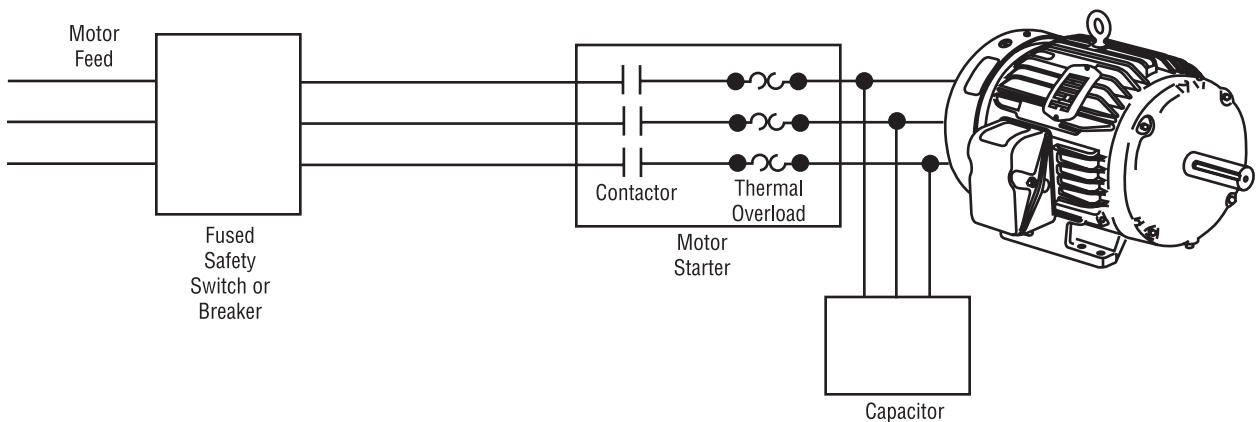 Motor
Feed
Fused
Safety
Switch or
Breaker
Contactor
Thermal
Overload
Motor
Starter
Capacitor